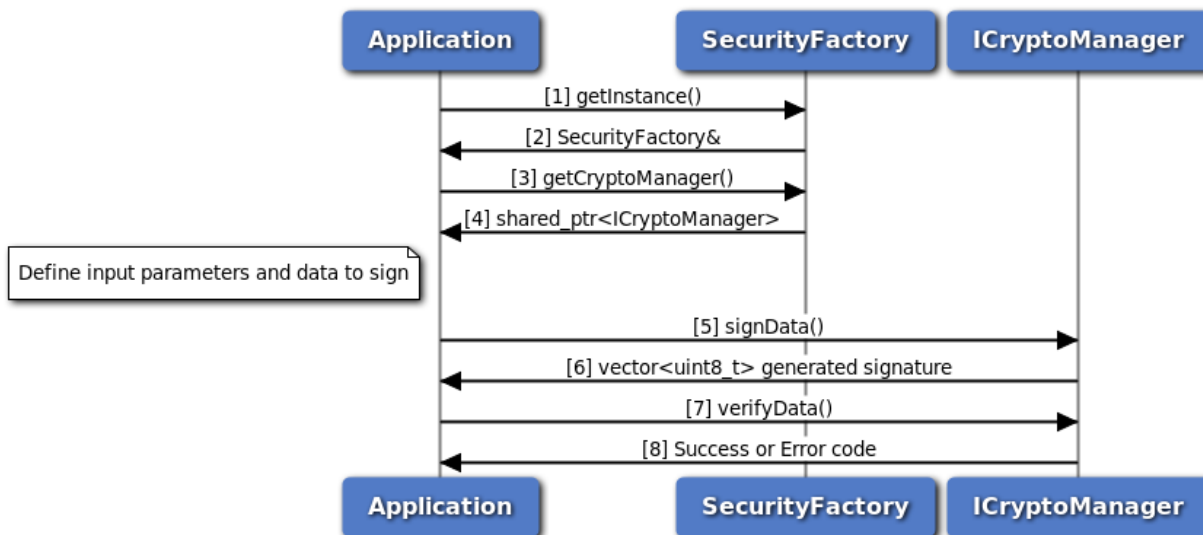 Application
SecurityFactory
ICryptoManager
[1] getInstance()
[2] SecurityFactory&
[3] getCryptoManager()
[4] shared_ptr<ICryptoManager>
Define input parameters and data to sign
[5] signData()
[6] vector<uint8_t> generated signature
[7] verifyData()
[8] Success or Error code
Application
SecurityFactory
ICryptoManager